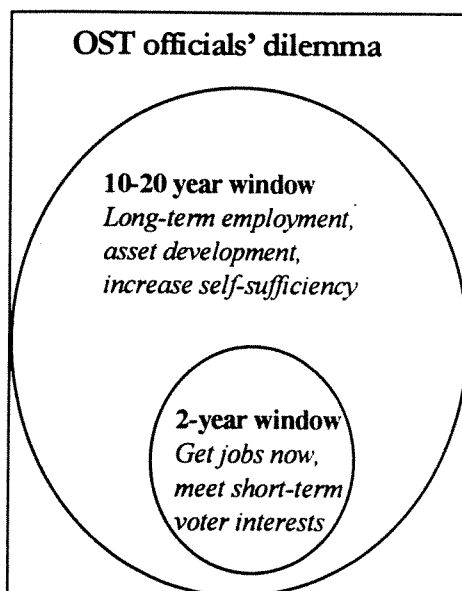 OST officials' dilemma
10-20 year window
Long-term employment,
asset development,
increase self-sufficiency
2-year window
Get jobs now,
meet short-term
voter interests